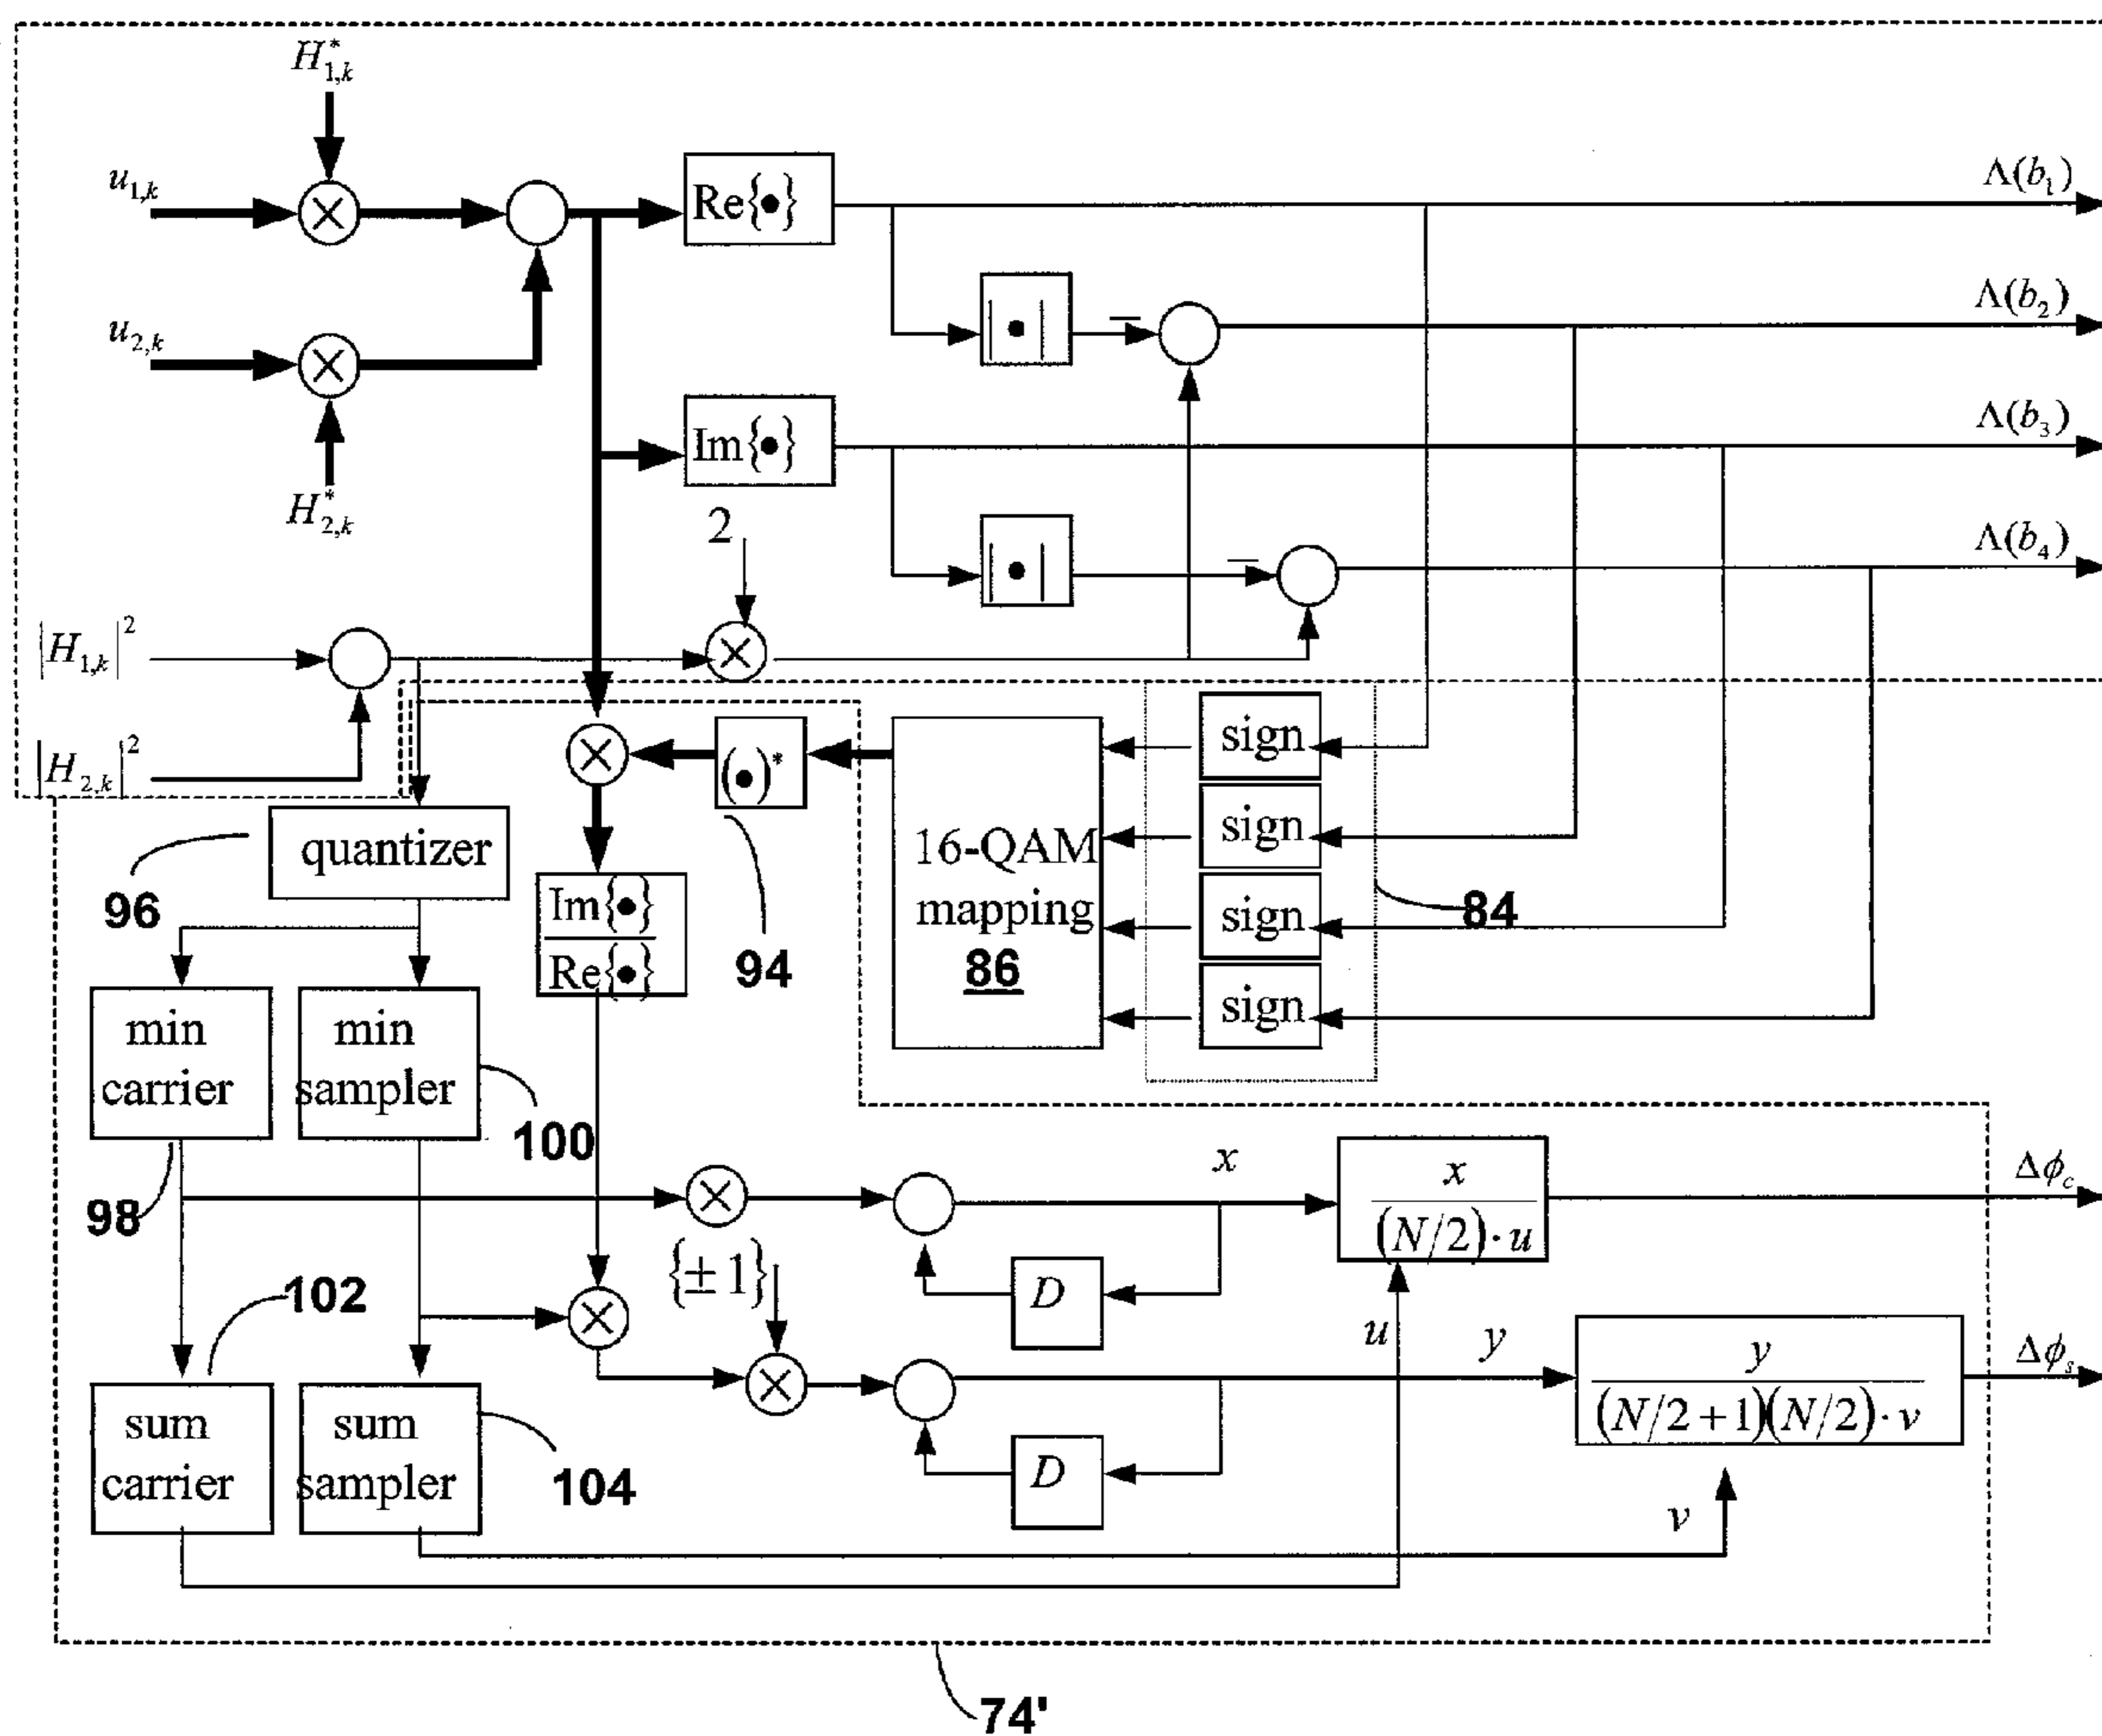 H*1,k
u1,k
Re{•}
Λ(b1)
u2,k
|•|
−
Λ(b2)
H*2,k
Im{•}
Λ(b3)
2
|•|
−
Λ(b4)
|H1,k|²
|H2,k|²
(•)*
sign
sign
sign
sign
16-QAM
mapping
86
84
94
quantizer
96
Im{•}
Re{•}
min
carrier
min
sampler
98
100
x
x
(N/2)·u
Δϕc
{±1}
D
102
u
y
y
(N/2+1)(N/2)·v
Δϕs
sum
carrier
sum
sampler
104
D
v
74'